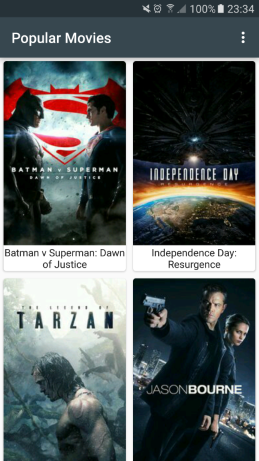 100% 23:34
Popular Movies
BATMAN V SUPERMAN
DAWN OF JUSTICE
INDEPENDENCE DAY
RESURGENCE
Batman v Superman: Dawn
of Justice
Independence Day:
Resurgence
THE LEGEND OF
TARZAN
JASON BOURNE